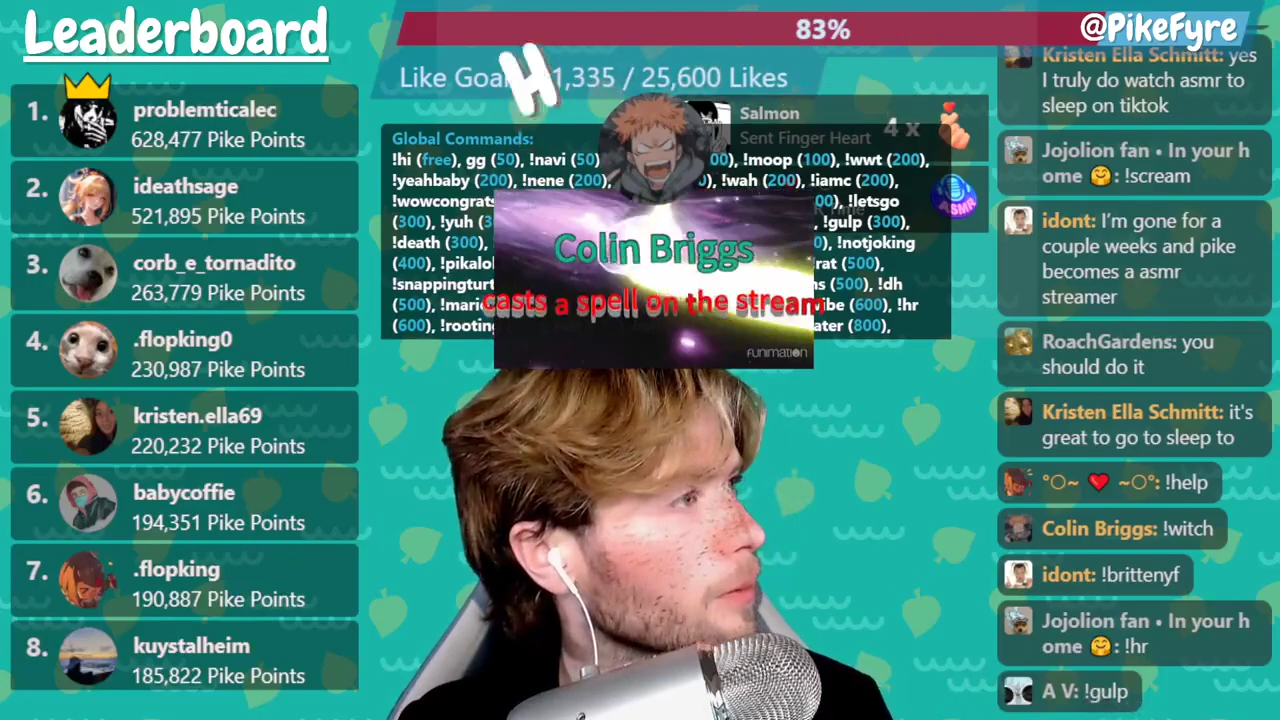 Leaderboard
1.
problemticalec
628,477 Pike Points
2.
ideathsage
521,895 Pike Points
3.
corb_e_tornadito
263,779 Pike Points
4.
.flopking0
230,987 Pike Points
5.
kristen.ella69
220,232 Pike Points
6.
babycoffie
194,351 Pike Points
7.
.flopking
190,887 Pike Points
8.
kuystalheim
185,822 Pike Points
83%
Like Goal 1,335 / 25,600 Likes
H
Salmon
Sent Finger Heart
4 x
ASMR
Global Commands:
!hi (free), gg (50), !navi (50) 00), !moop (100), !wwt (200),
!yeahbaby (200), !nene (200), ), !wah (200), !iamc (200),
!wowcongrats 00), !letsgo
(300), !yuh (3 !gulp (300),
!death (300), 0), !notjoking
(400), !pikalol rat (500),
!snappingturt ns (500), !dh
(500), !mari ibe (600), !hr
(600), !rooting ater (800),
Colin Briggs
casts a spell on the stream
funimation
@PikeFyre
Kristen Ella Schmitt: yes
I truly do watch asmr to
sleep on tiktok
Jojolion fan • In your h
ome 🤗 : !scream
idont: I’m gone for a
couple weeks and pike
becomes a asmr
streamer
RoachGardens: you
should do it
Kristen Ella Schmitt: it's
great to go to sleep to
°○~ ❤️ ~○°: !help
Colin Briggs: !witch
idont: !brittenyf
Jojolion fan • In your h
ome 🤗 : !hr
A V: !gulp